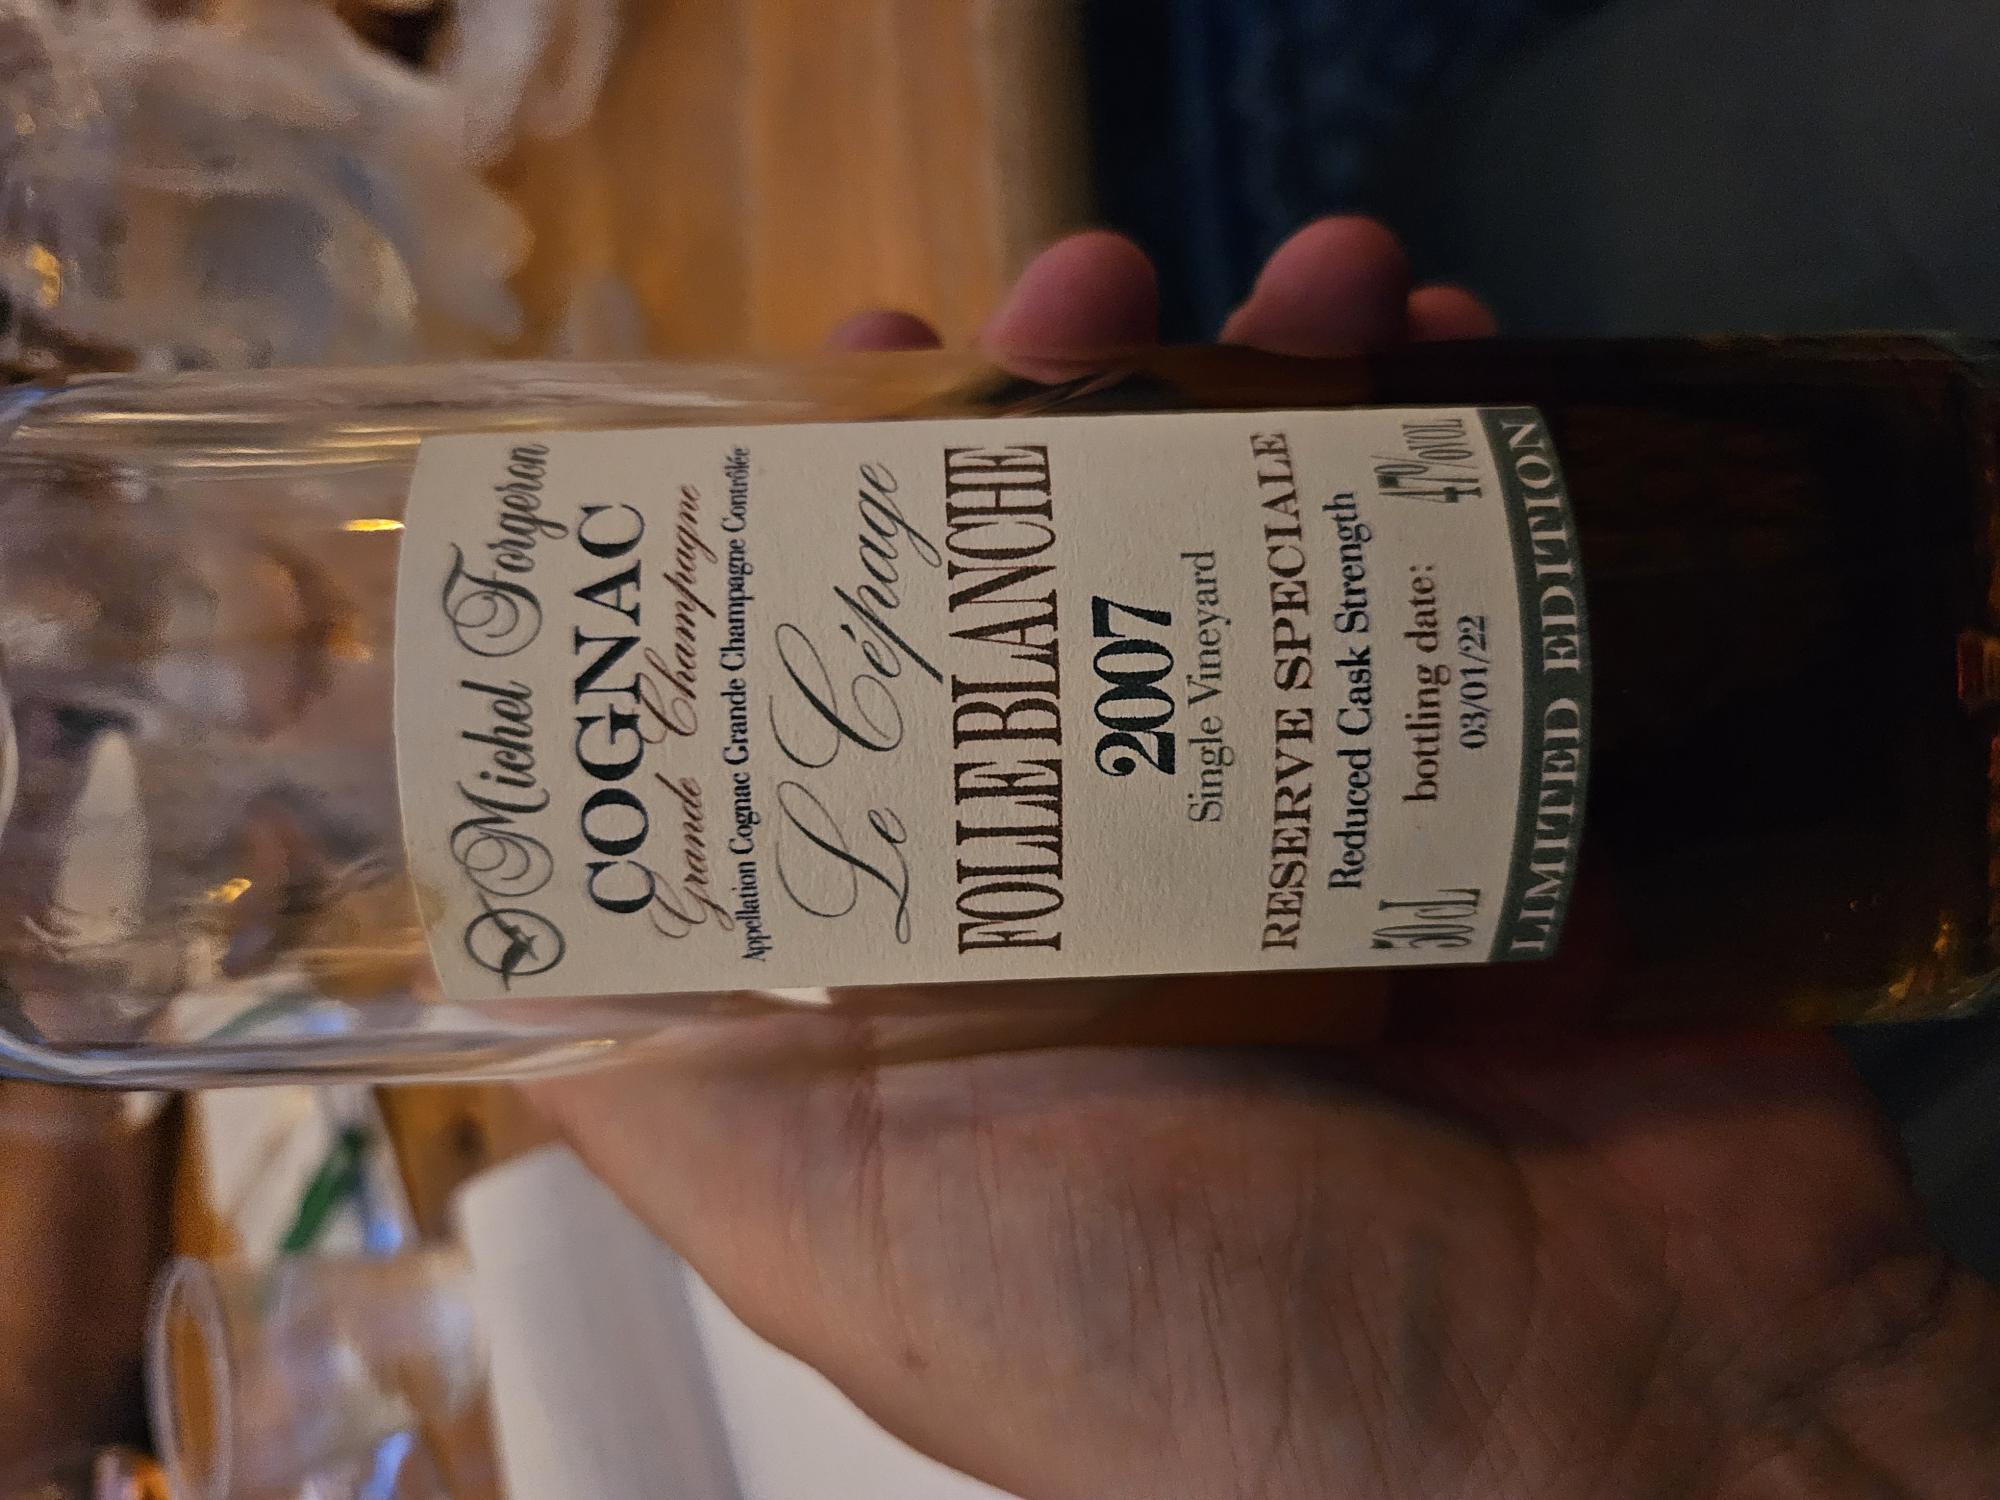 Michel Forgeron
COGNAC
Grande Champagne
Appellation Cognac Grande Champagne Contrôlée
Le Cépage
FOLLE BLANCHE
2007
Single Vineyard
RESERVE SPECIALE
Reduced Cask Strength
50cL bottling date: 47%VOL
03/01/22
LIMITED EDITION